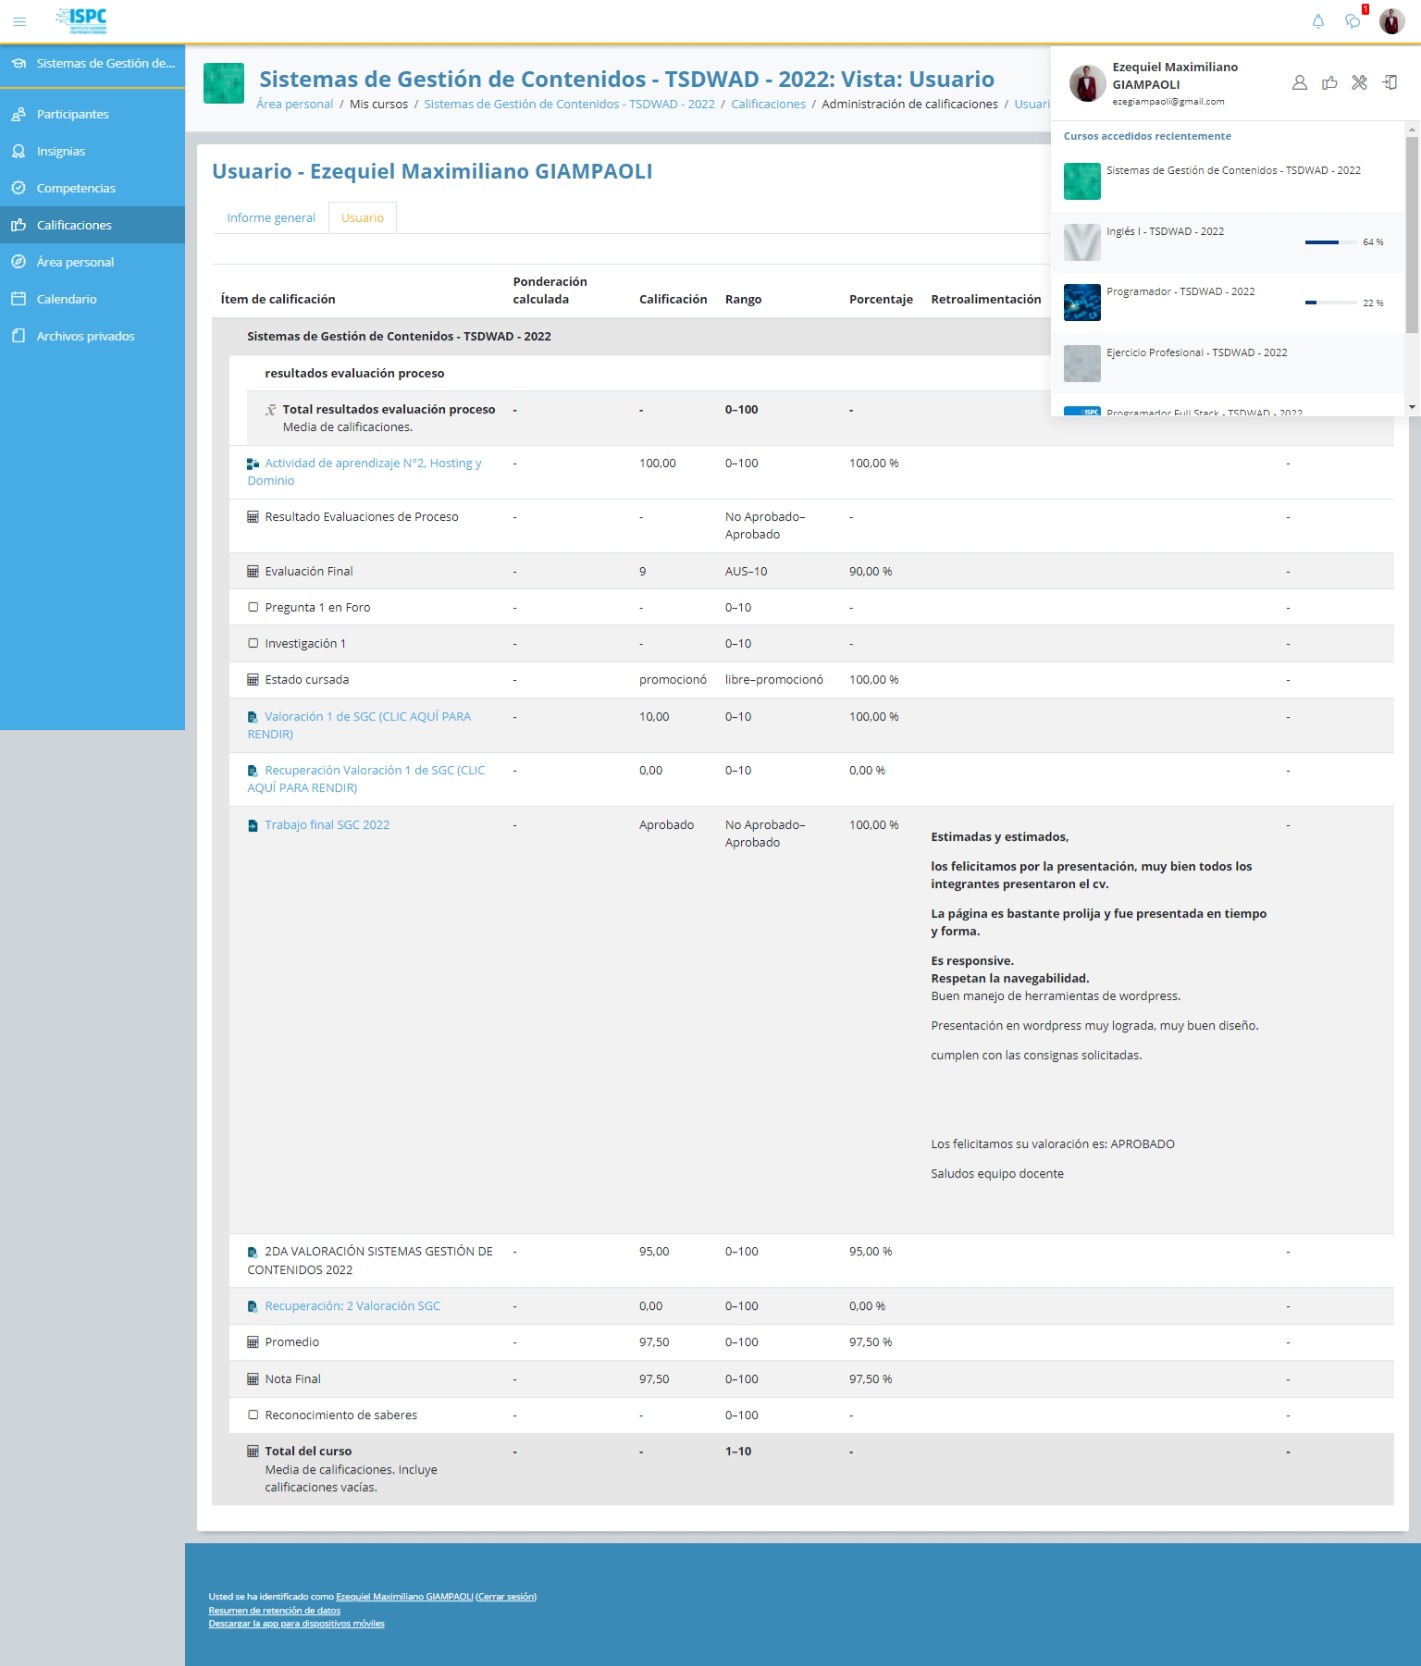 ISPC
1
Sistemas de Gestión de...
Participantes
Insignias
Competencias
Calificaciones
Área personal
Calendario
Archivos privados
Sistemas de Gestión de Contenidos - TSDWAD - 2022: Vista: Usuario
Área personal / Mis cursos / Sistemas de Gestión de Contenidos - TSDWAD - 2022 / Calificaciones / Administración de calificaciones / Usuari
Ezequiel Maximiliano
GIAMPAOLI
ezegiampaoli@gmail.com
Cursos accedidos recientemente
Sistemas de Gestión de Contenidos - TSDWAD - 2022
Inglés I - TSDWAD - 2022 64 %
Programador - TSDWAD - 2022 22 %
Ejercicio Profesional - TSDWAD - 2022
ISPC Programador Full Stack - TSDWAD - 2022
Usuario - Ezequiel Maximiliano GIAMPAOLI
Informe general Usuario
Ítem de calificación Ponderación calculada Calificación Rango Porcentaje Retroalimentación
Sistemas de Gestión de Contenidos - TSDWAD - 2022
resultados evaluación proceso
x̄ Total resultados evaluación proceso - - 0–100 -
Media de calificaciones.
Actividad de aprendizaje N°2, Hosting y - 100,00 0–100 100,00 % -
Dominio
Resultado Evaluaciones de Proceso - - No Aprobado– - -
Aprobado
Evaluación Final - 9 AUS–10 90,00 % -
Pregunta 1 en Foro - - 0–10 - -
Investigación 1 - - 0–10 - -
Estado cursada - promocionó libre–promocionó 100,00 % -
Valoración 1 de SGC (CLIC AQUÍ PARA - 10,00 0–10 100,00 % -
RENDIR)
Recuperación Valoración 1 de SGC (CLIC - 0,00 0–10 0,00 % -
AQUÍ PARA RENDIR)
Trabajo final SGC 2022 - Aprobado No Aprobado– 100,00 % -
Aprobado
Estimadas y estimados,
los felicitamos por la presentación, muy bien todos los
integrantes presentaron el cv.
La página es bastante prolija y fue presentada en tiempo
y forma.
Es responsive.
Respetan la navegabilidad.
Buen manejo de herramientas de wordpress.
Presentación en wordpress muy lograda, muy buen diseño.
cumplen con las consignas solicitadas.
Los felicitamos su valoración es: APROBADO
Saludos equipo docente
2DA VALORACIÓN SISTEMAS GESTIÓN DE - 95,00 0–100 95,00 % -
CONTENIDOS 2022
Recuperación: 2 Valoración SGC - 0,00 0–100 0,00 % -
Promedio - 97,50 0–100 97,50 % -
Nota Final - 97,50 0–100 97,50 % -
Reconocimiento de saberes - - 0–100 - -
Total del curso - - 1–10 - -
Media de calificaciones. Incluye
calificaciones vacías.
Usted se ha identificado como Ezequiel Maximiliano GIAMPAOLI (Cerrar sesión)
Resumen de retención de datos
Descargar la app para dispositivos móviles